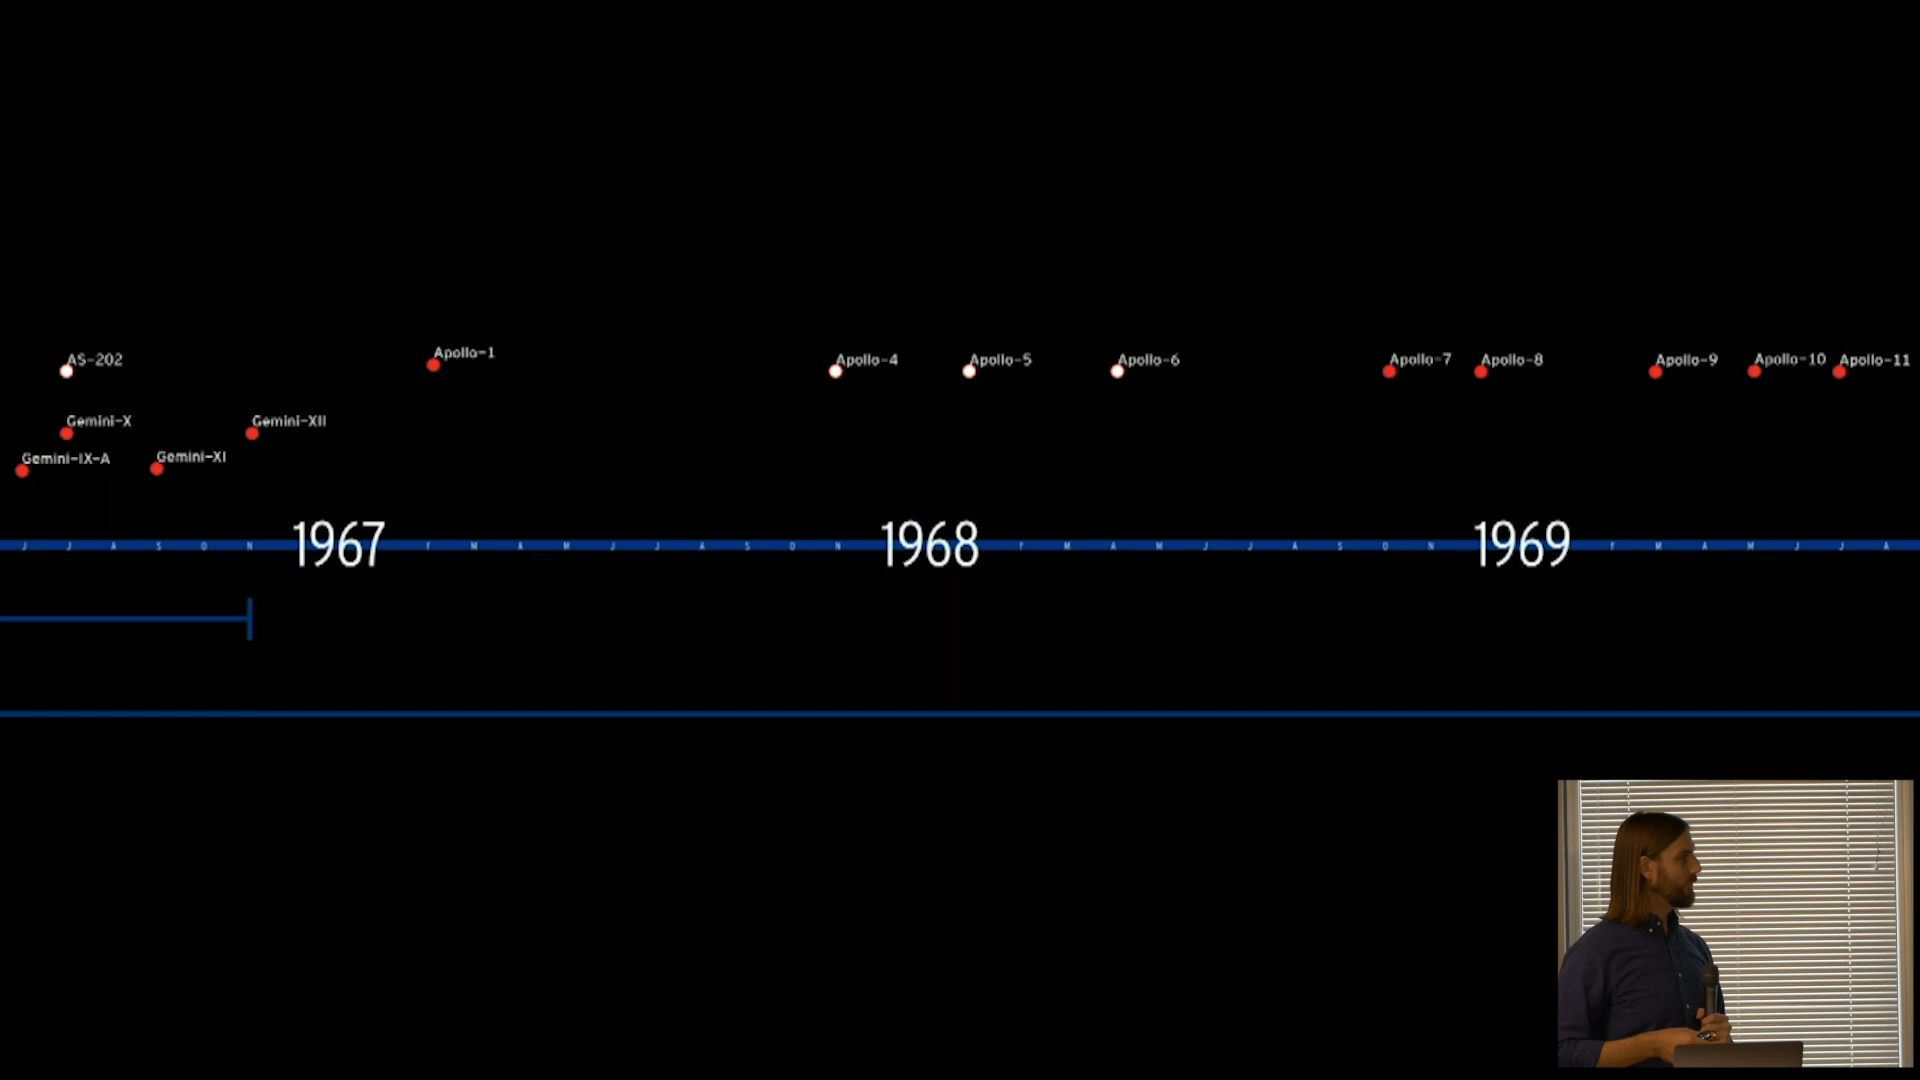 Apollo-1
AS-202
Apollo-4
Apollo-5
Apollo-6
Apollo-7
Apollo-8
Apollo-9
Apollo-10
Apollo-11
Gemini-X
Gemini-XII
Gemini-IX-A
Gemini-XI
J J A S O N 1967 F M A M J J A S O N 1968 F M A M J J A S O N 1969 F M A M J J A